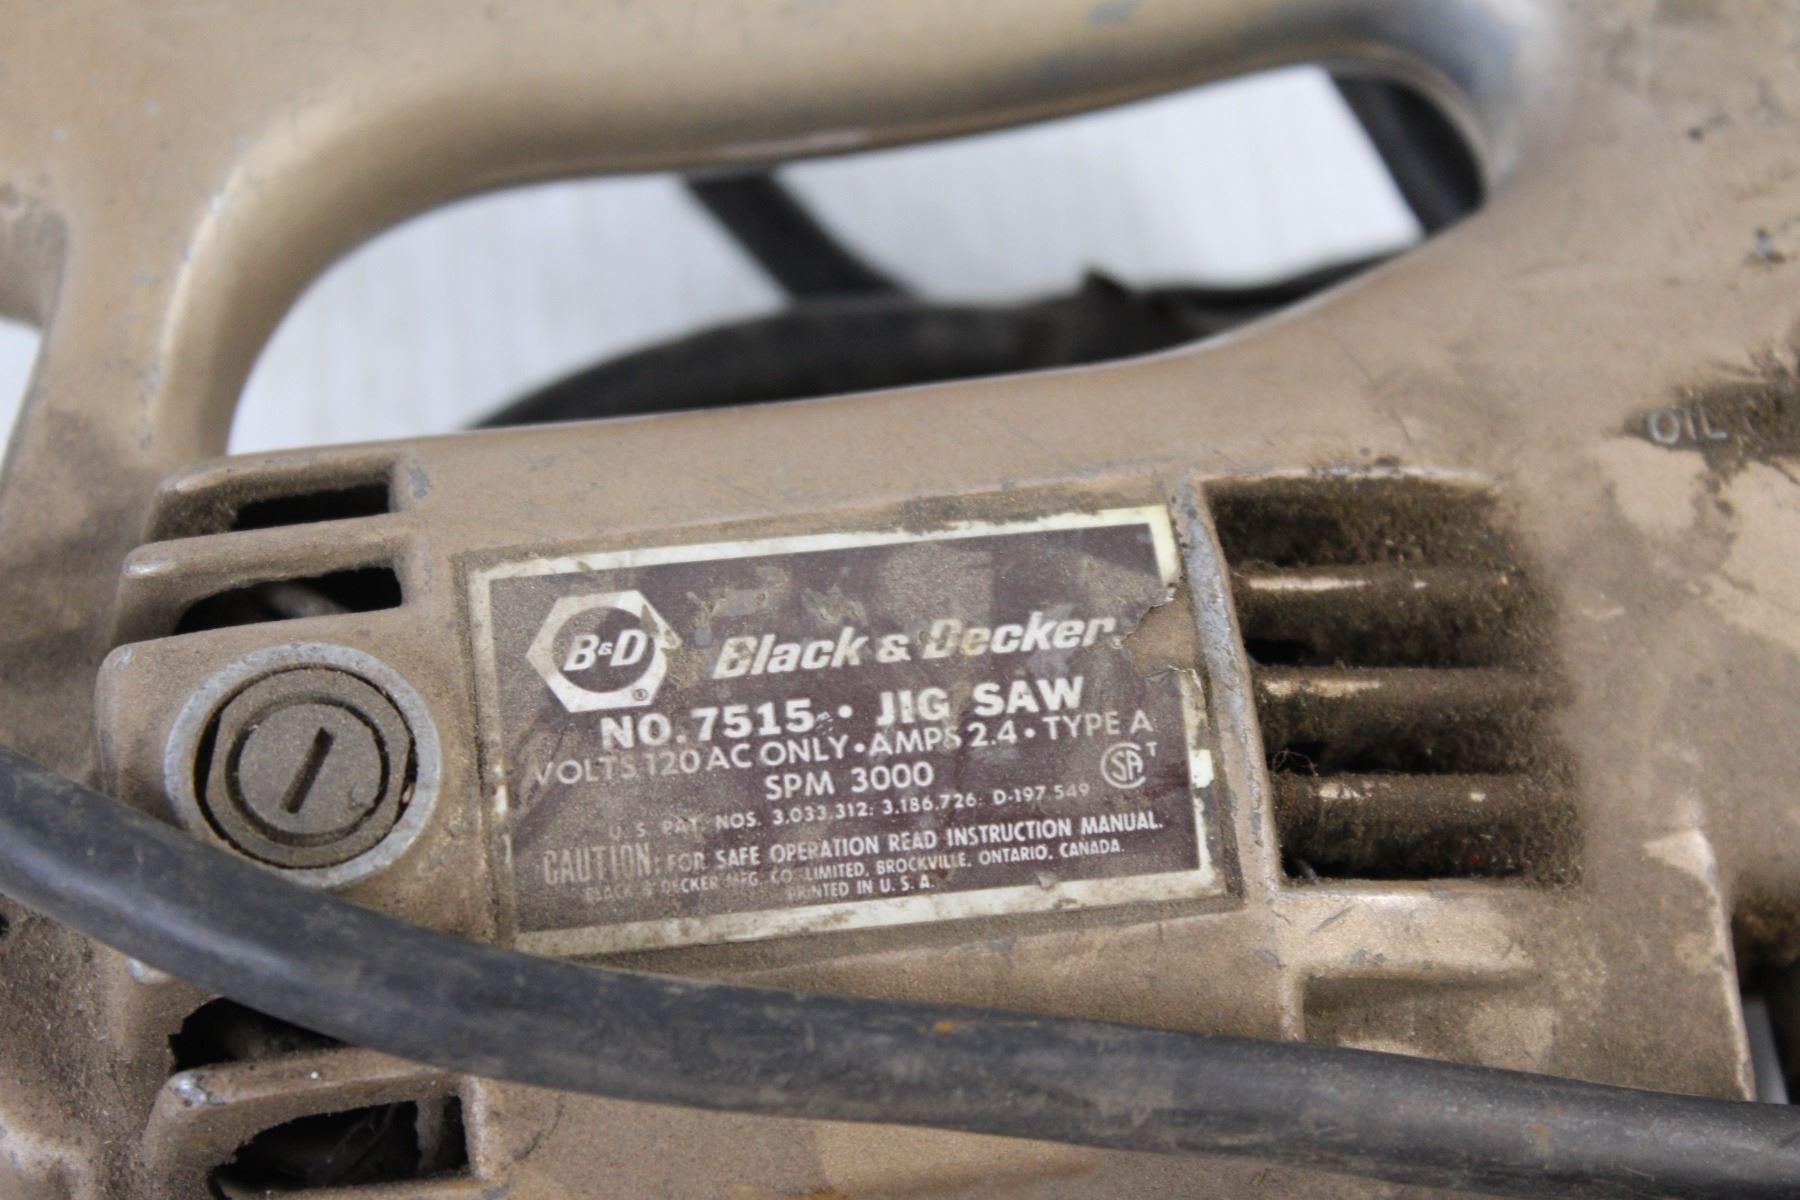 OIL
B&D ®
Black & Decker
NO. 7515 • JIG SAW
VOLTS 120 AC ONLY • AMPS 2.4 • TYPE A
SPM 3000
SA T
U. S. PAT. NOS. 3.033.312: 3.186.726: D-197.549
CAUTION: FOR SAFE OPERATION READ INSTRUCTION MANUAL.
BLACK & DECKER MFG. CO. LIMITED, BROCKVILLE, ONTARIO, CANADA.
PRINTED IN U. S. A.